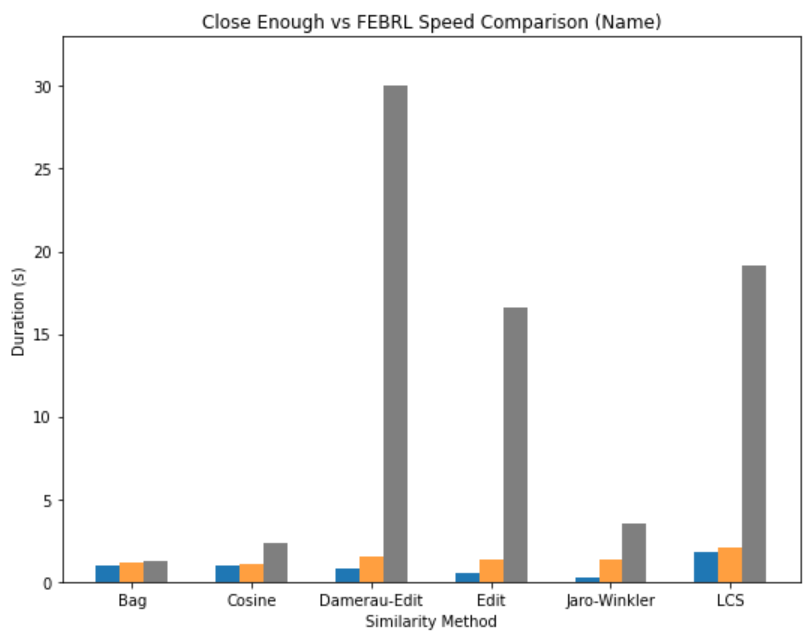 Close Enough vs FEBRL Speed Comparison (Name)
30
25
20
15
10
5
0
Duration (s)
Bag Cosine Damerau-Edit Edit Jaro-Winkler LCS
Similarity Method